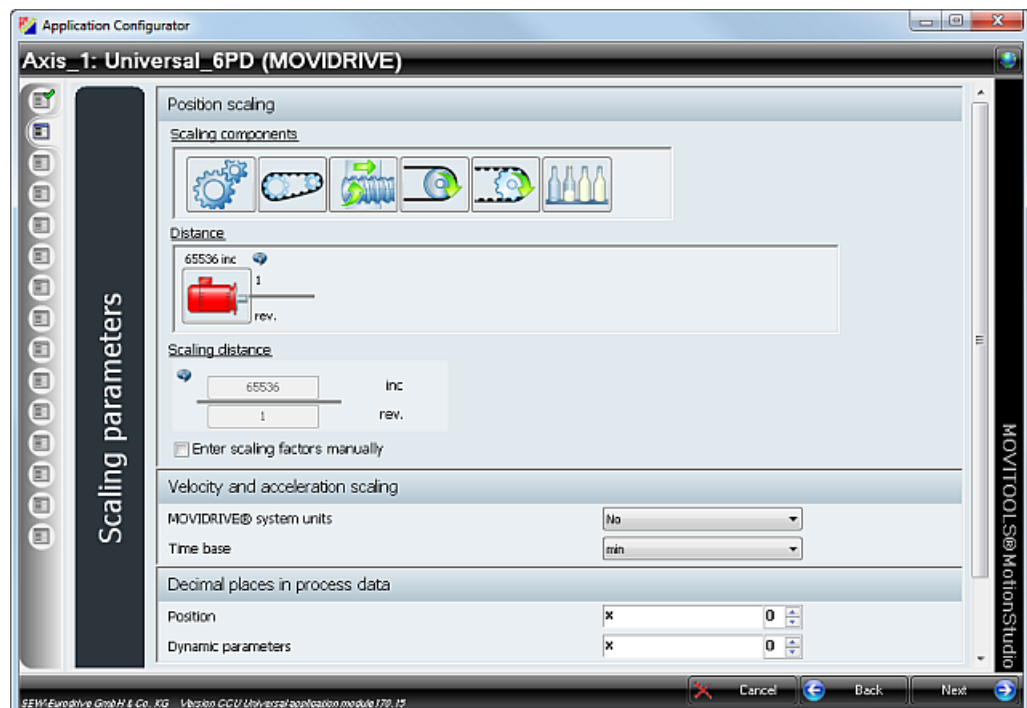 Application Configurator
Axis_1: Universal_6PD (MOVIDRIVE)
Scaling parameters
Position scaling
Scaling components
Distance
65536 inc
1
rev.
Scaling distance
65536
inc
1
rev.
Enter scaling factors manually
Velocity and acceleration scaling
MOVIDRIVE® system units
No
Time base
min
Decimal places in process data
Position
x
0
Dynamic parameters
x
0
MOVITOOLS® MotionStudio
Cancel
Back
Next
SEW-Eurodrive GmbH & Co. KG Version CCU Universal application module 170.15